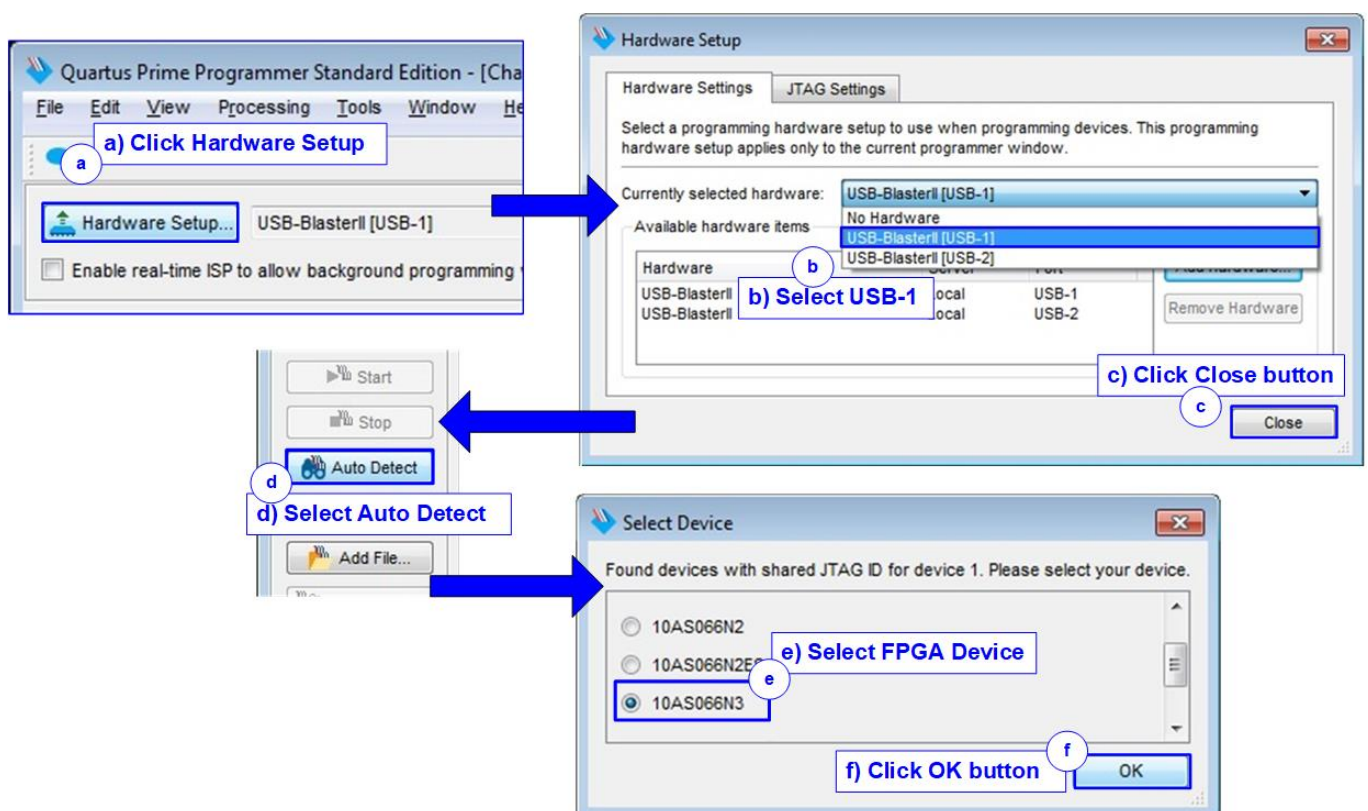 Quartus Prime Programmer Standard Edition - [Cha
File Edit View Processing Tools Window He
a) Click Hardware Setup
a
Hardware Setup... USB-BlasterII [USB-1]
Enable real-time ISP to allow background programming
Hardware Setup
Hardware Settings JTAG Settings
Select a programming hardware setup to use when programming devices. This programming
hardware setup applies only to the current programmer window.
Currently selected hardware: USB-BlasterII [USB-1]
No Hardware
Available hardware items
USB-BlasterII [USB-1]
USB-BlasterII [USB-2]
Hardware Server Port Add Hardware...
b
b) Select USB-1
USB-BlasterII Local USB-1
USB-BlasterII Local USB-2
Remove Hardware
c) Click Close button
c
Close
Start
Stop
Auto Detect
d
d) Select Auto Detect
Add File...
Select Device
Found devices with shared JTAG ID for device 1. Please select your device.
10AS066N2
10AS066N2E
e) Select FPGA Device
e
10AS066N3
f
f) Click OK button
OK